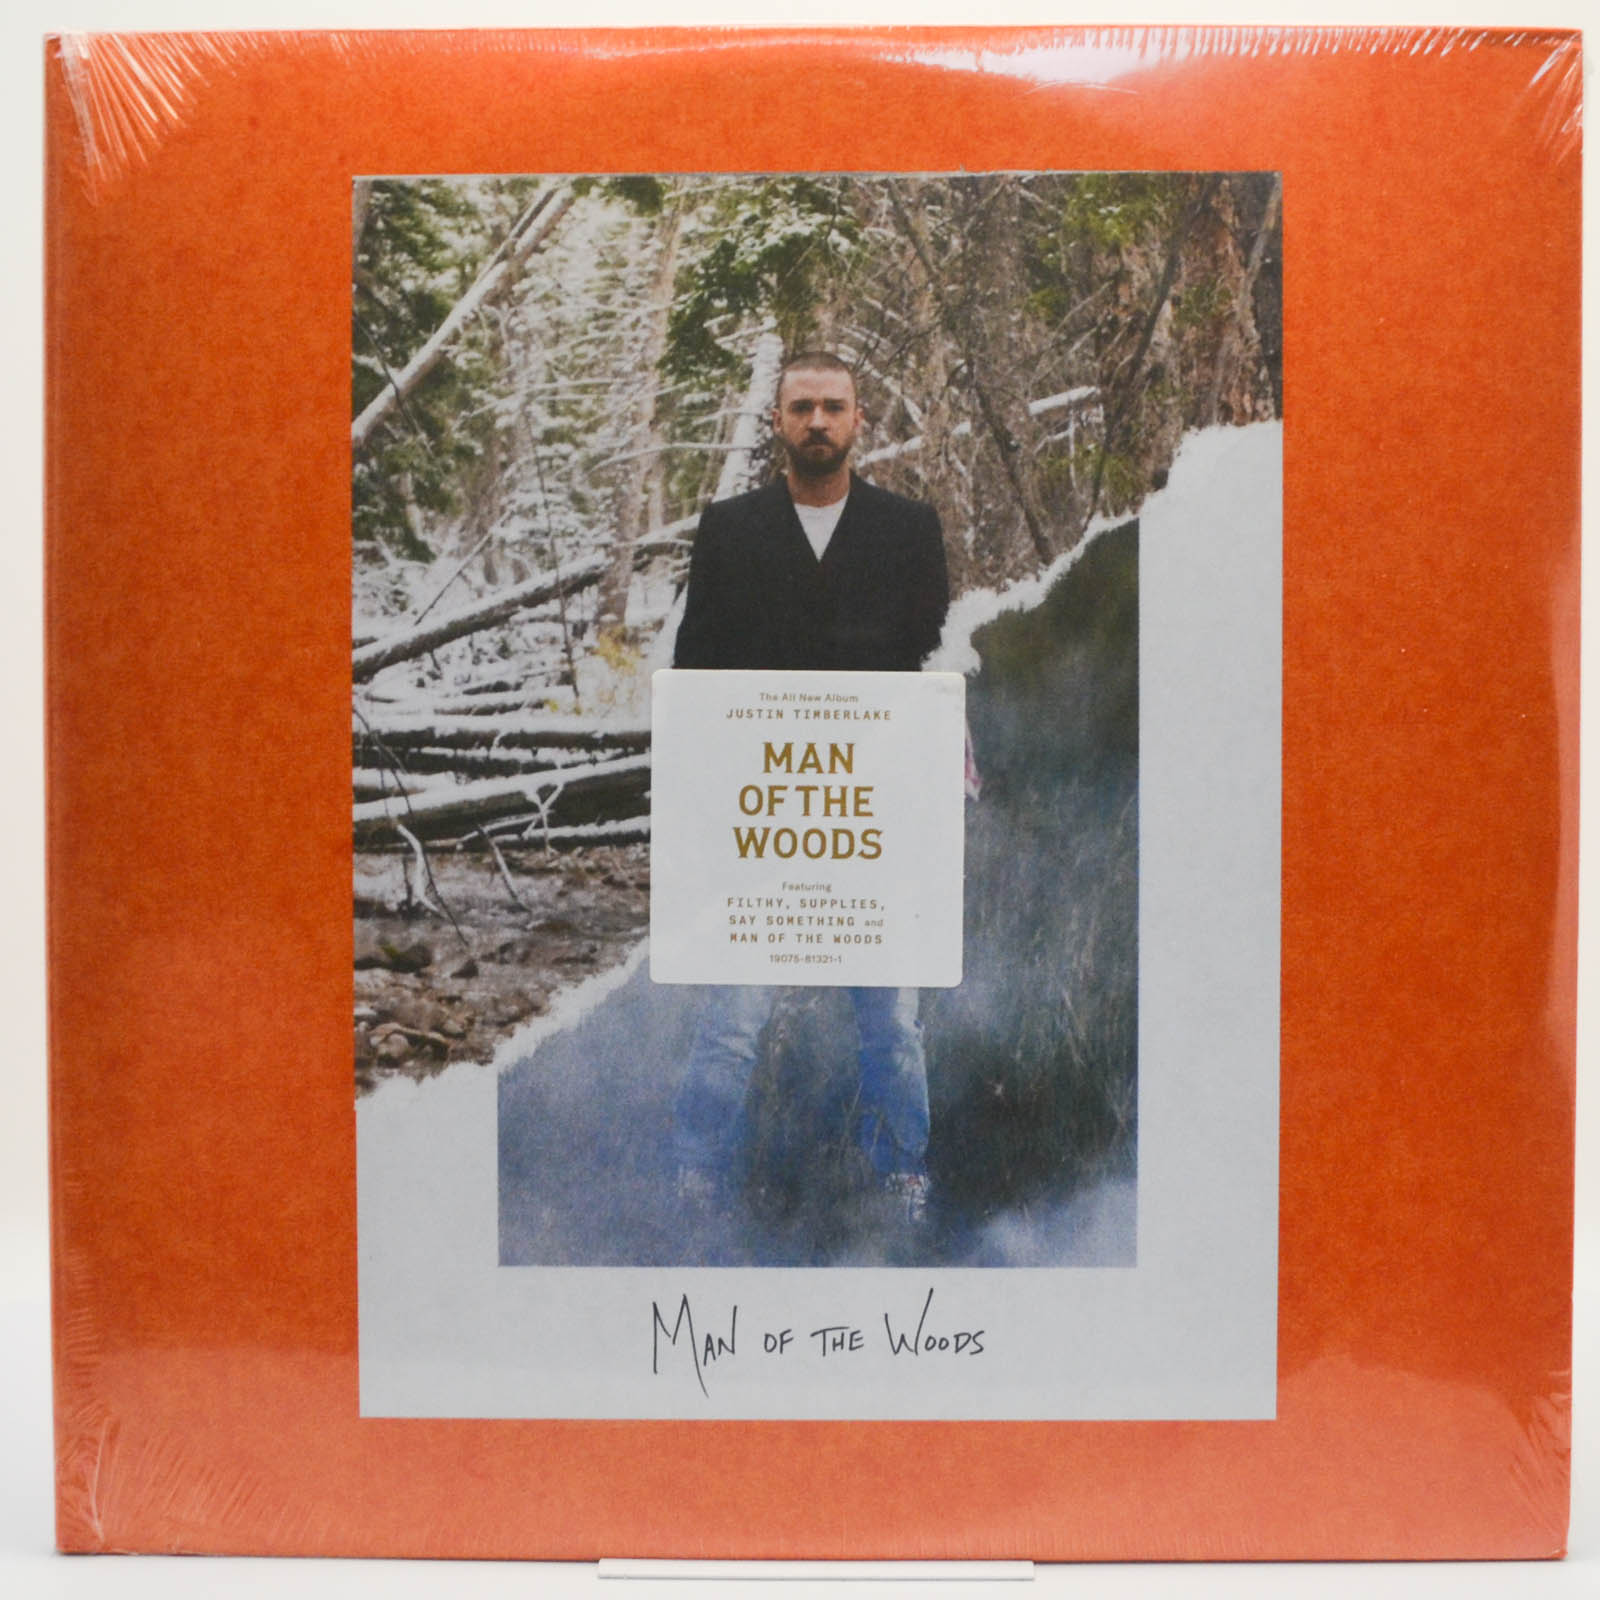 The All New Album
JUSTIN TIMBERLAKE
MAN
OF THE
WOODS
Featuring
FILTHY, SUPPLIES,
SAY SOMETHING and
MAN OF THE WOODS
19075-81321-1
MAN OF THE WOODS